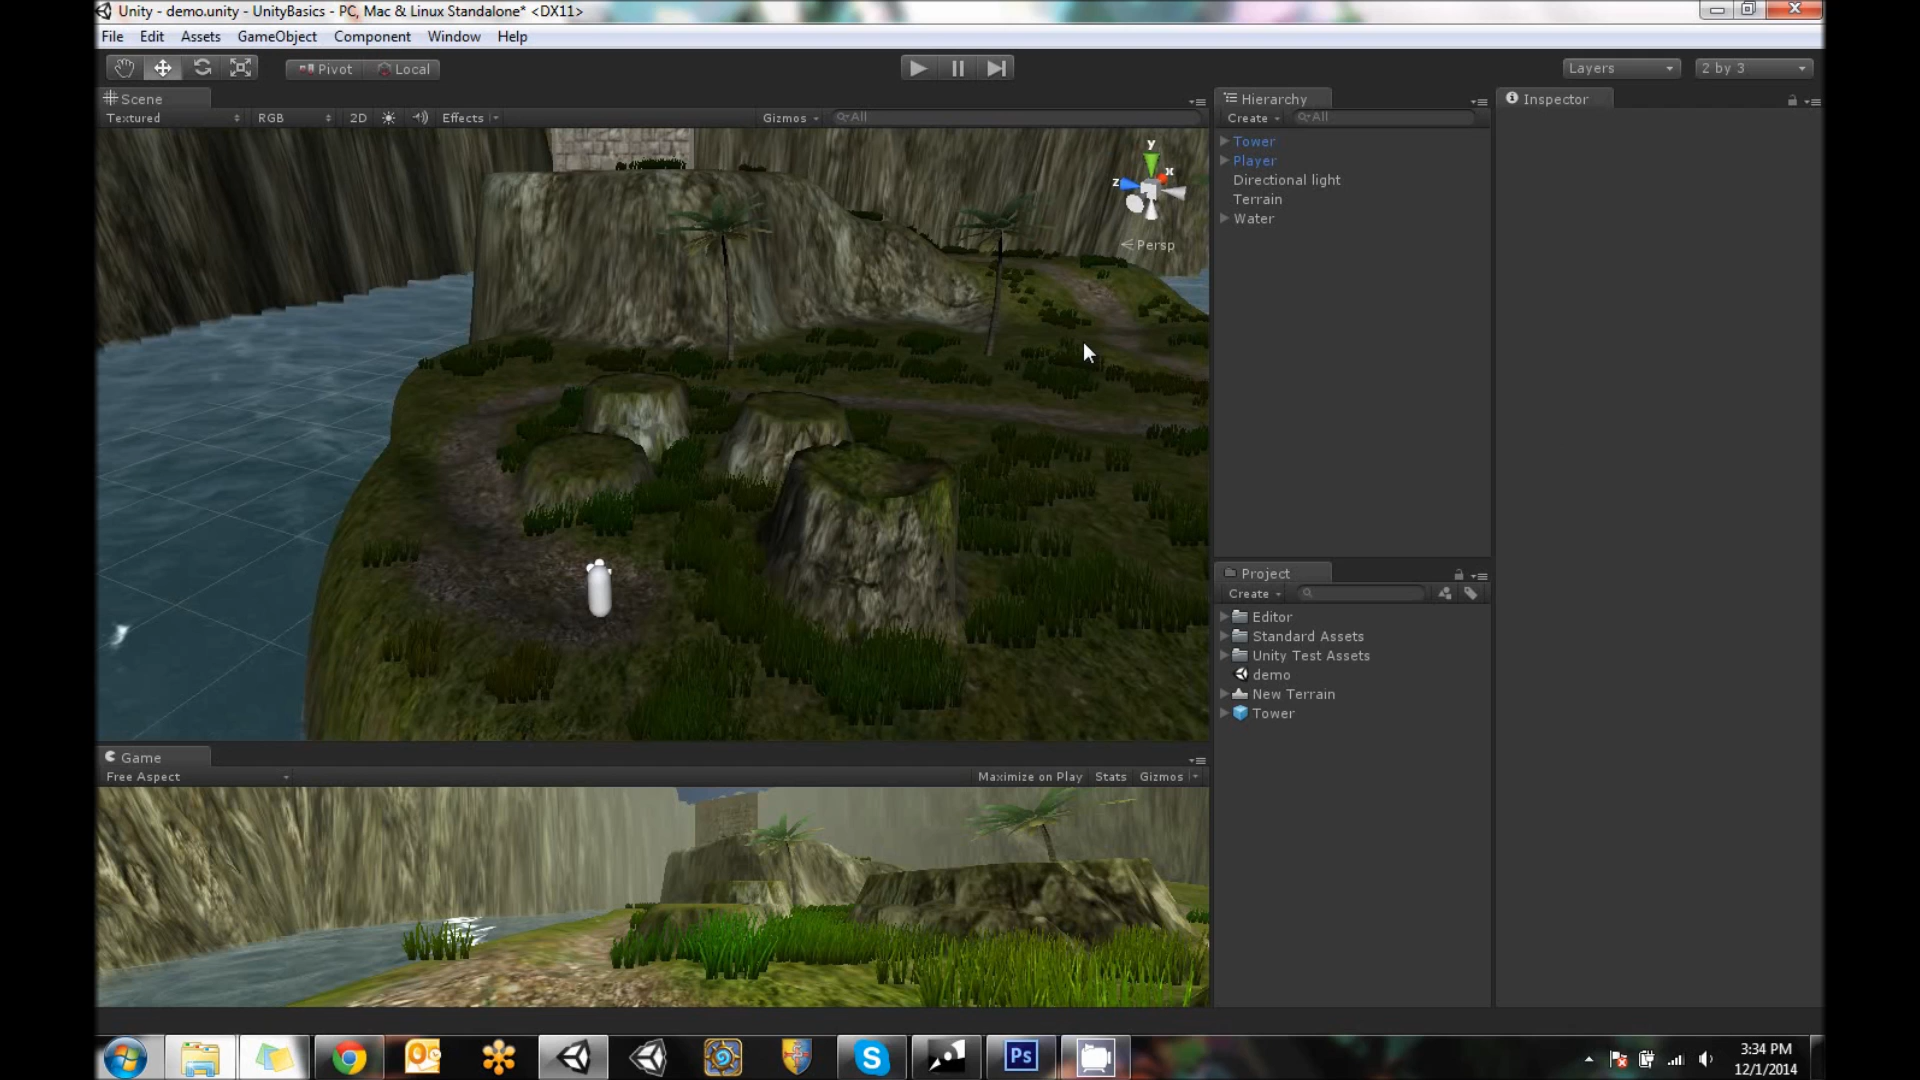 Unity - demo.unity - UnityBasics - PC, Mac & Linux Standalone* <DX11>
File Edit Assets GameObject Component Window Help
Pivot Local
Layers 2 by 3
Scene
Textured RGB 2D Effects Gizmos All
y
x
z
Persp
Hierarchy
Create All
Tower
Player
Directional light
Terrain
Water
Inspector
Project
Create
Editor
Standard Assets
Unity Test Assets
demo
New Terrain
Tower
Game
Free Aspect Maximize on Play Stats Gizmos
Ps
3:34 PM
12/1/2014